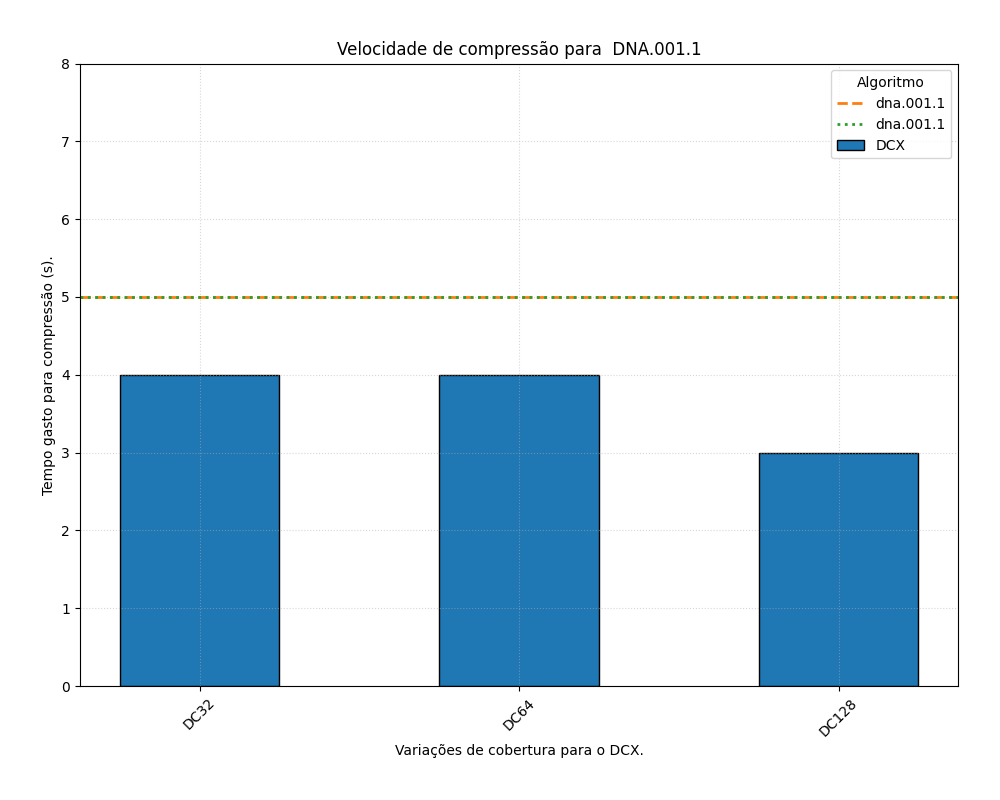 Velocidade de compressão para  DNA.001.1
Algoritmo
dna.001.1
dna.001.1
DCX
Tempo gasto para compressão (s).
8
7
6
5
4
3
2
1
0
DC32
DC64
DC128
Variações de cobertura para o DCX.